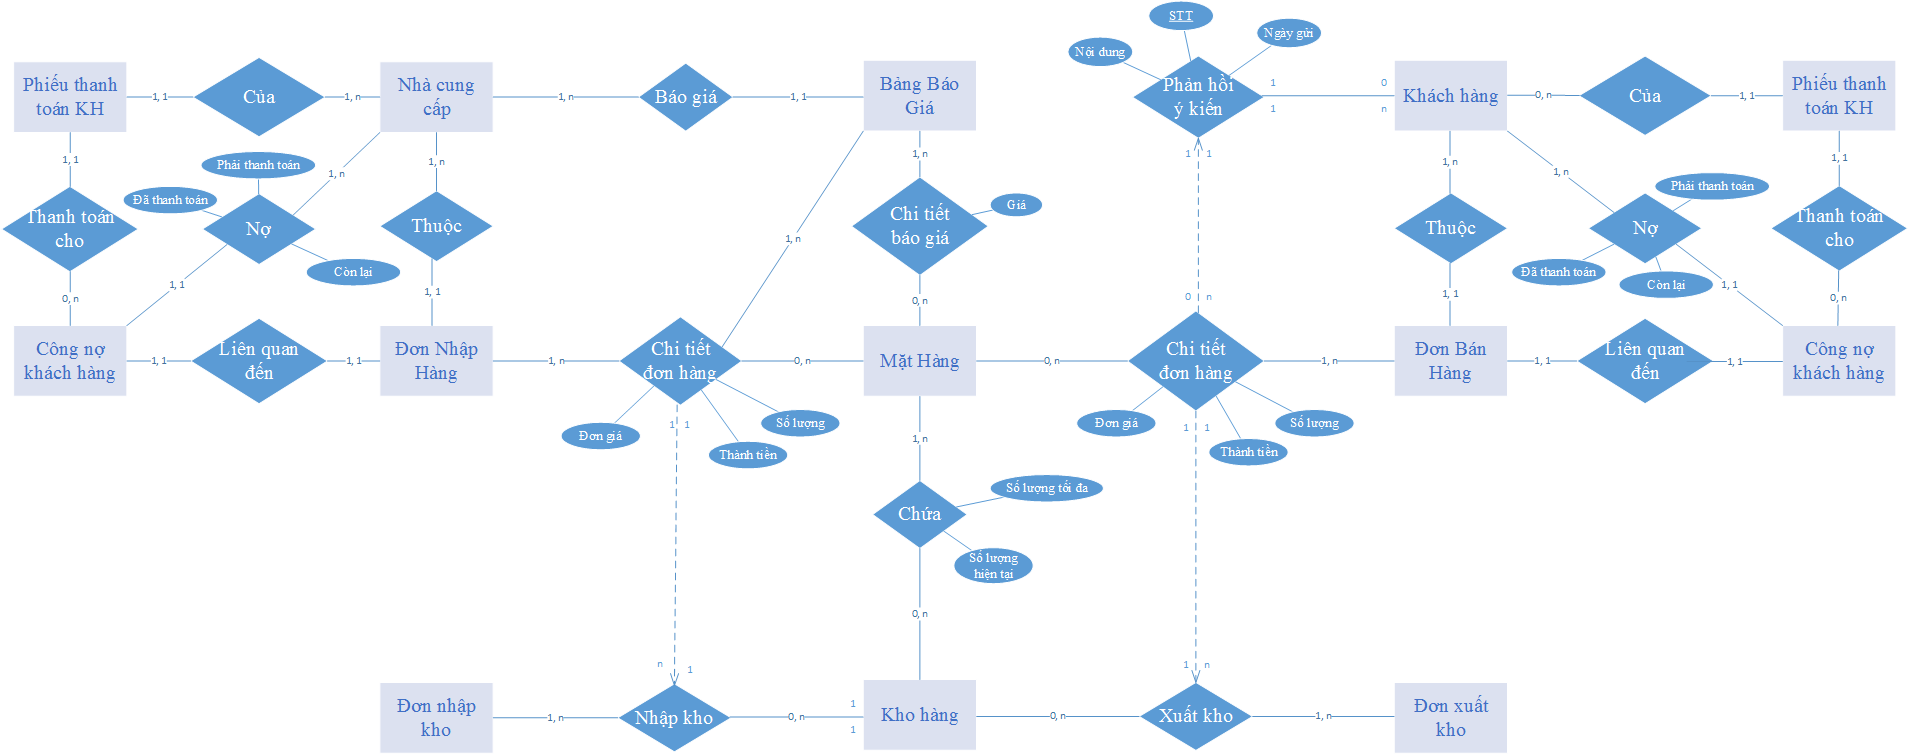 STT
Ngày gửi
Nội dung
Phiếu thanh
toán KH
1, 1
Của
1, n
Nhà cung
cấp
1, n
Báo giá
1, 1
Bảng Báo
Giá
Phản hồi
ý kiến
1
1
0
n
Khách hàng
0, n
Của
1, 1
Phiếu thanh
toán KH
1, 1
Phải thanh toán
1, n
1, n
1, n
1
1
1, n
1, n
1, 1
Đã thanh toán
Phải thanh toán
Thanh toán
cho
Nợ
Thuộc
Chi tiết
báo giá
Giá
Thuộc
Nợ
Thanh toán
cho
1, n
Còn lại
Đã thanh toán
Còn lại
0, n
1, 1
1, 1
0, n
0
n
1, 1
1, 1
0, n
Công nợ
khách hàng
1, 1
Liên quan
đến
1, 1
Đơn Nhập
Hàng
1, n
Chi tiết
đơn hàng
0, n
Mặt Hàng
0, n
Chi tiết
đơn hàng
1, n
Đơn Bán
Hàng
1, 1
Liên quan
đến
1, 1
Công nợ
khách hàng
1
1
Đơn giá
Thành tiền
Số lượng
1, n
Đơn giá
1
1
Thành tiền
Số lượng
Số lượng tối đa
Chứa
Số lượng
hiện tại
0, n
n
1
1
n
Đơn nhập
kho
1, n
Nhập kho
0, n
1
1
Kho hàng
0, n
Xuất kho
1, n
Đơn xuất
kho